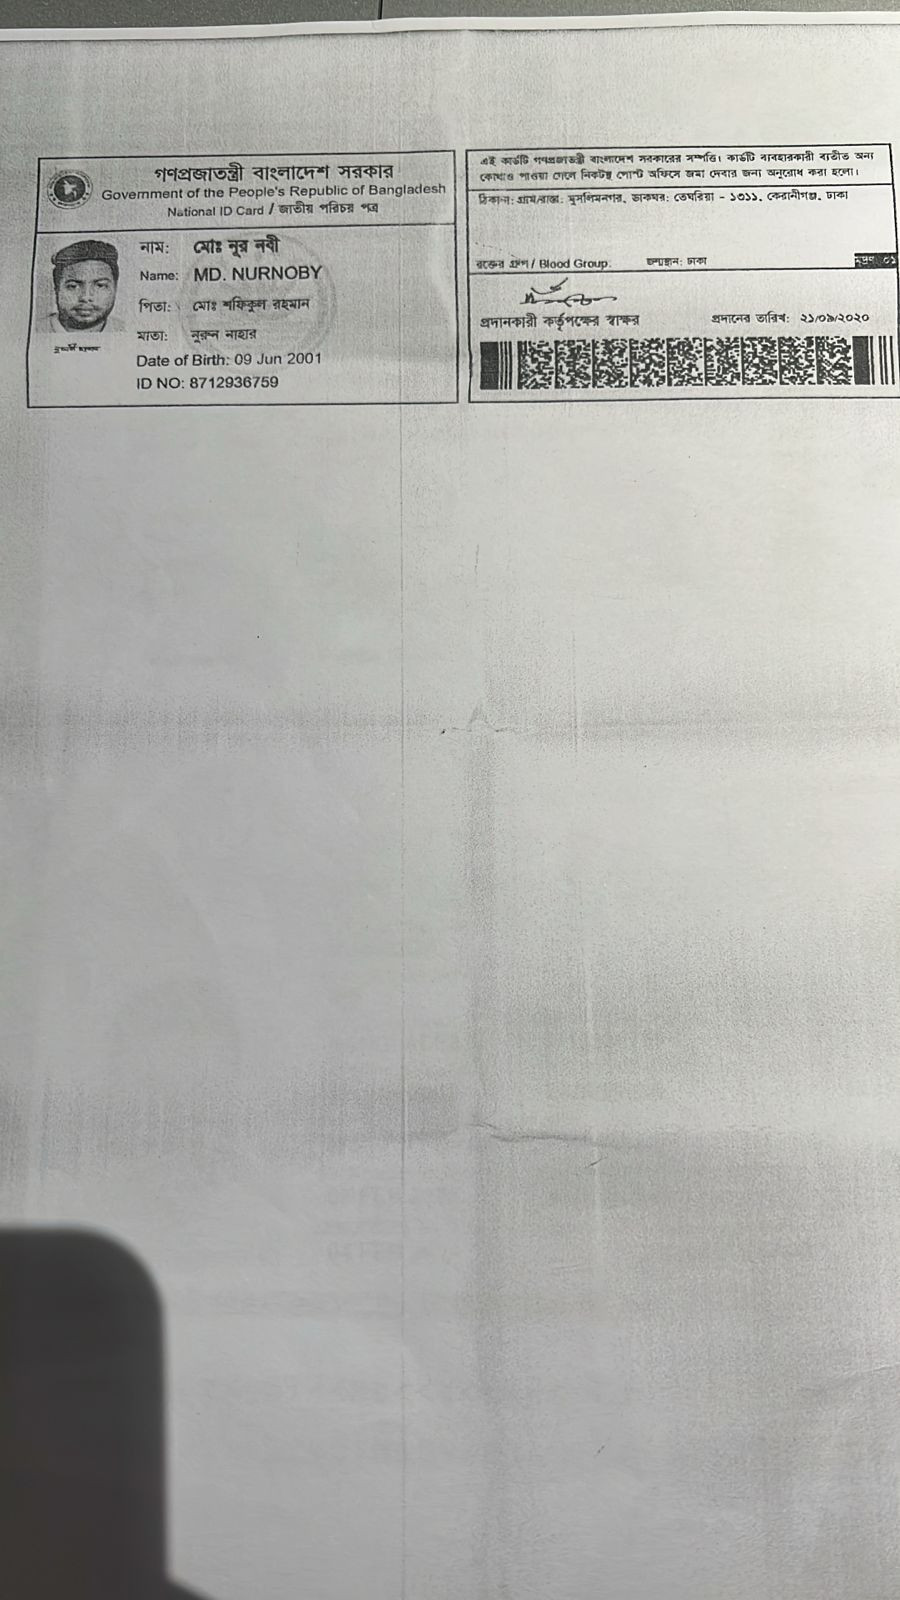 গণপ্রজাতন্ত্রী বাংলাদেশ সরকার
Government of the People's Republic of Bangladesh
National ID Card / জাতীয় পরিচয় পত্র
নাম: মোঃ নুর নবী
Name: MD. NURNOBY
পিতা: মোঃ শফিকুল রহমান
মাতা: নুরুন নাহার
Date of Birth: 09 Jun 2001
ID NO: 8712936759
এই কার্ডটি গণপ্রজাতন্ত্রী বাংলাদেশ সরকারের সম্পত্তি। কার্ডটি ব্যবহারকারী ব্যতীত অন্য
কোথাও পাওয়া গেলে নিকটস্থ পোস্ট অফিসে জমা দেবার জন্য অনুরোধ করা হলো।
ঠিকানা: গ্রাম/রাস্তা: মুসলিমনগর, ডাকঘর: তেঘরিয়া - ১৩১১, কেরানীগঞ্জ, ঢাকা
রক্তের গ্রুপ / Blood Group: জন্মস্থান: ঢাকা
প্রদানকারী কর্তৃপক্ষের স্বাক্ষর প্রদানের তারিখ: ২১/০৯/২০২০